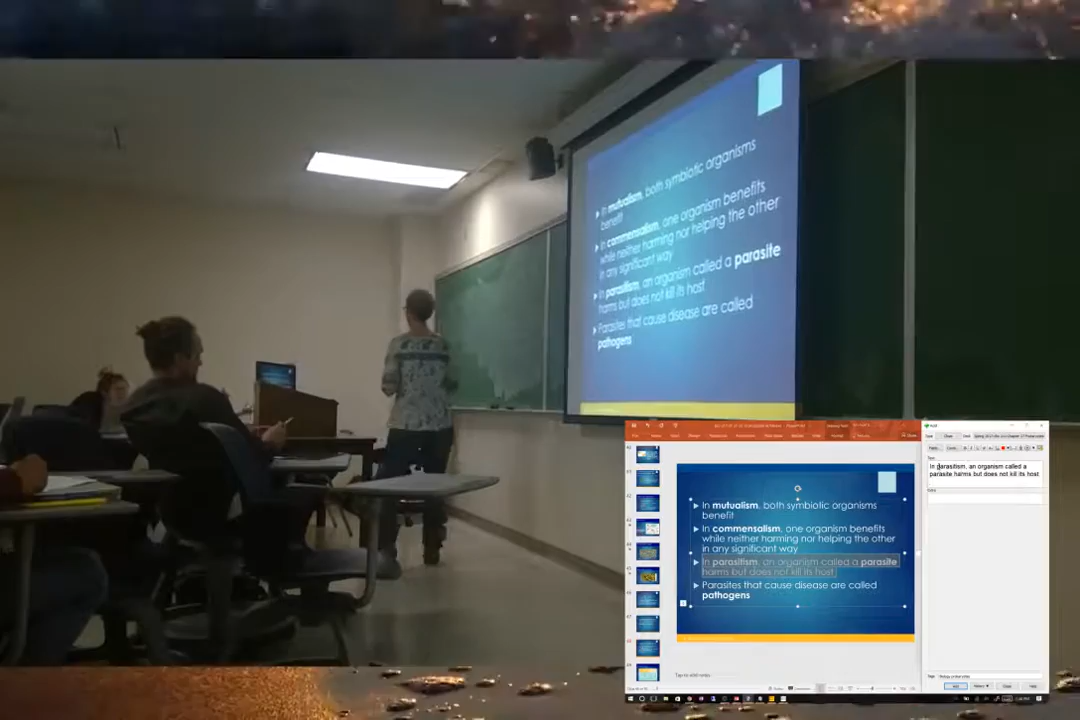 In mutualism, both symbiotic organisms
benefit
In commensalism, one organism benefits
while neither harming nor helping the other
in any significant way
In parasitism, an organism called a parasite
harms but does not kill its host
Parasites that cause disease are called
pathogens
In mutualism, both symbiotic organisms
benefit
In commensalism, one organism benefits
while neither harming nor helping the other
in any significant way
In parasitism, an organism called a parasite
harms but does not kill its host
Parasites that cause disease are called
pathogens
In parasitism, an organism called a
parasite harms but does not kill its host